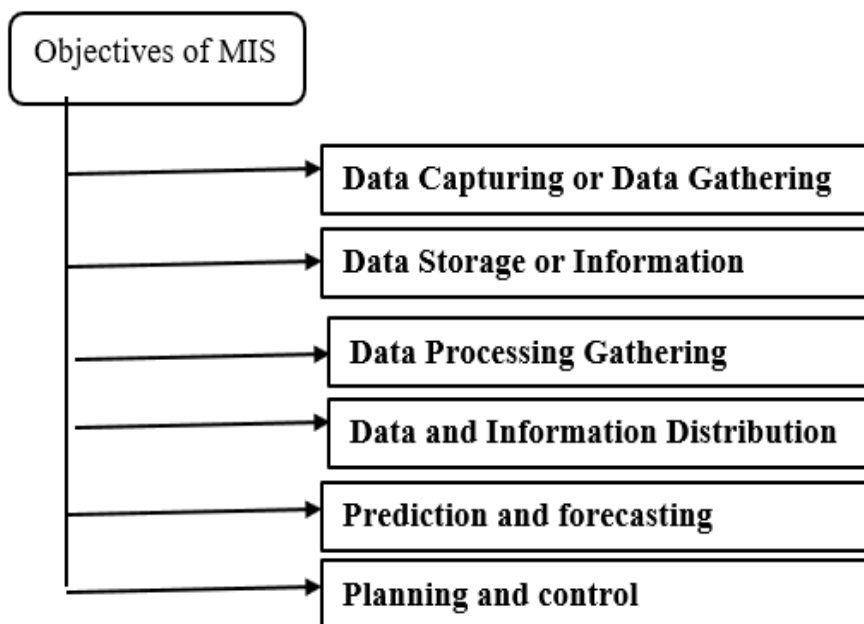 Objectives of MIS
Data Capturing or Data Gathering
Data Storage or Information
Data Processing Gathering
Data and Information Distribution
Prediction and forecasting
Planning and control